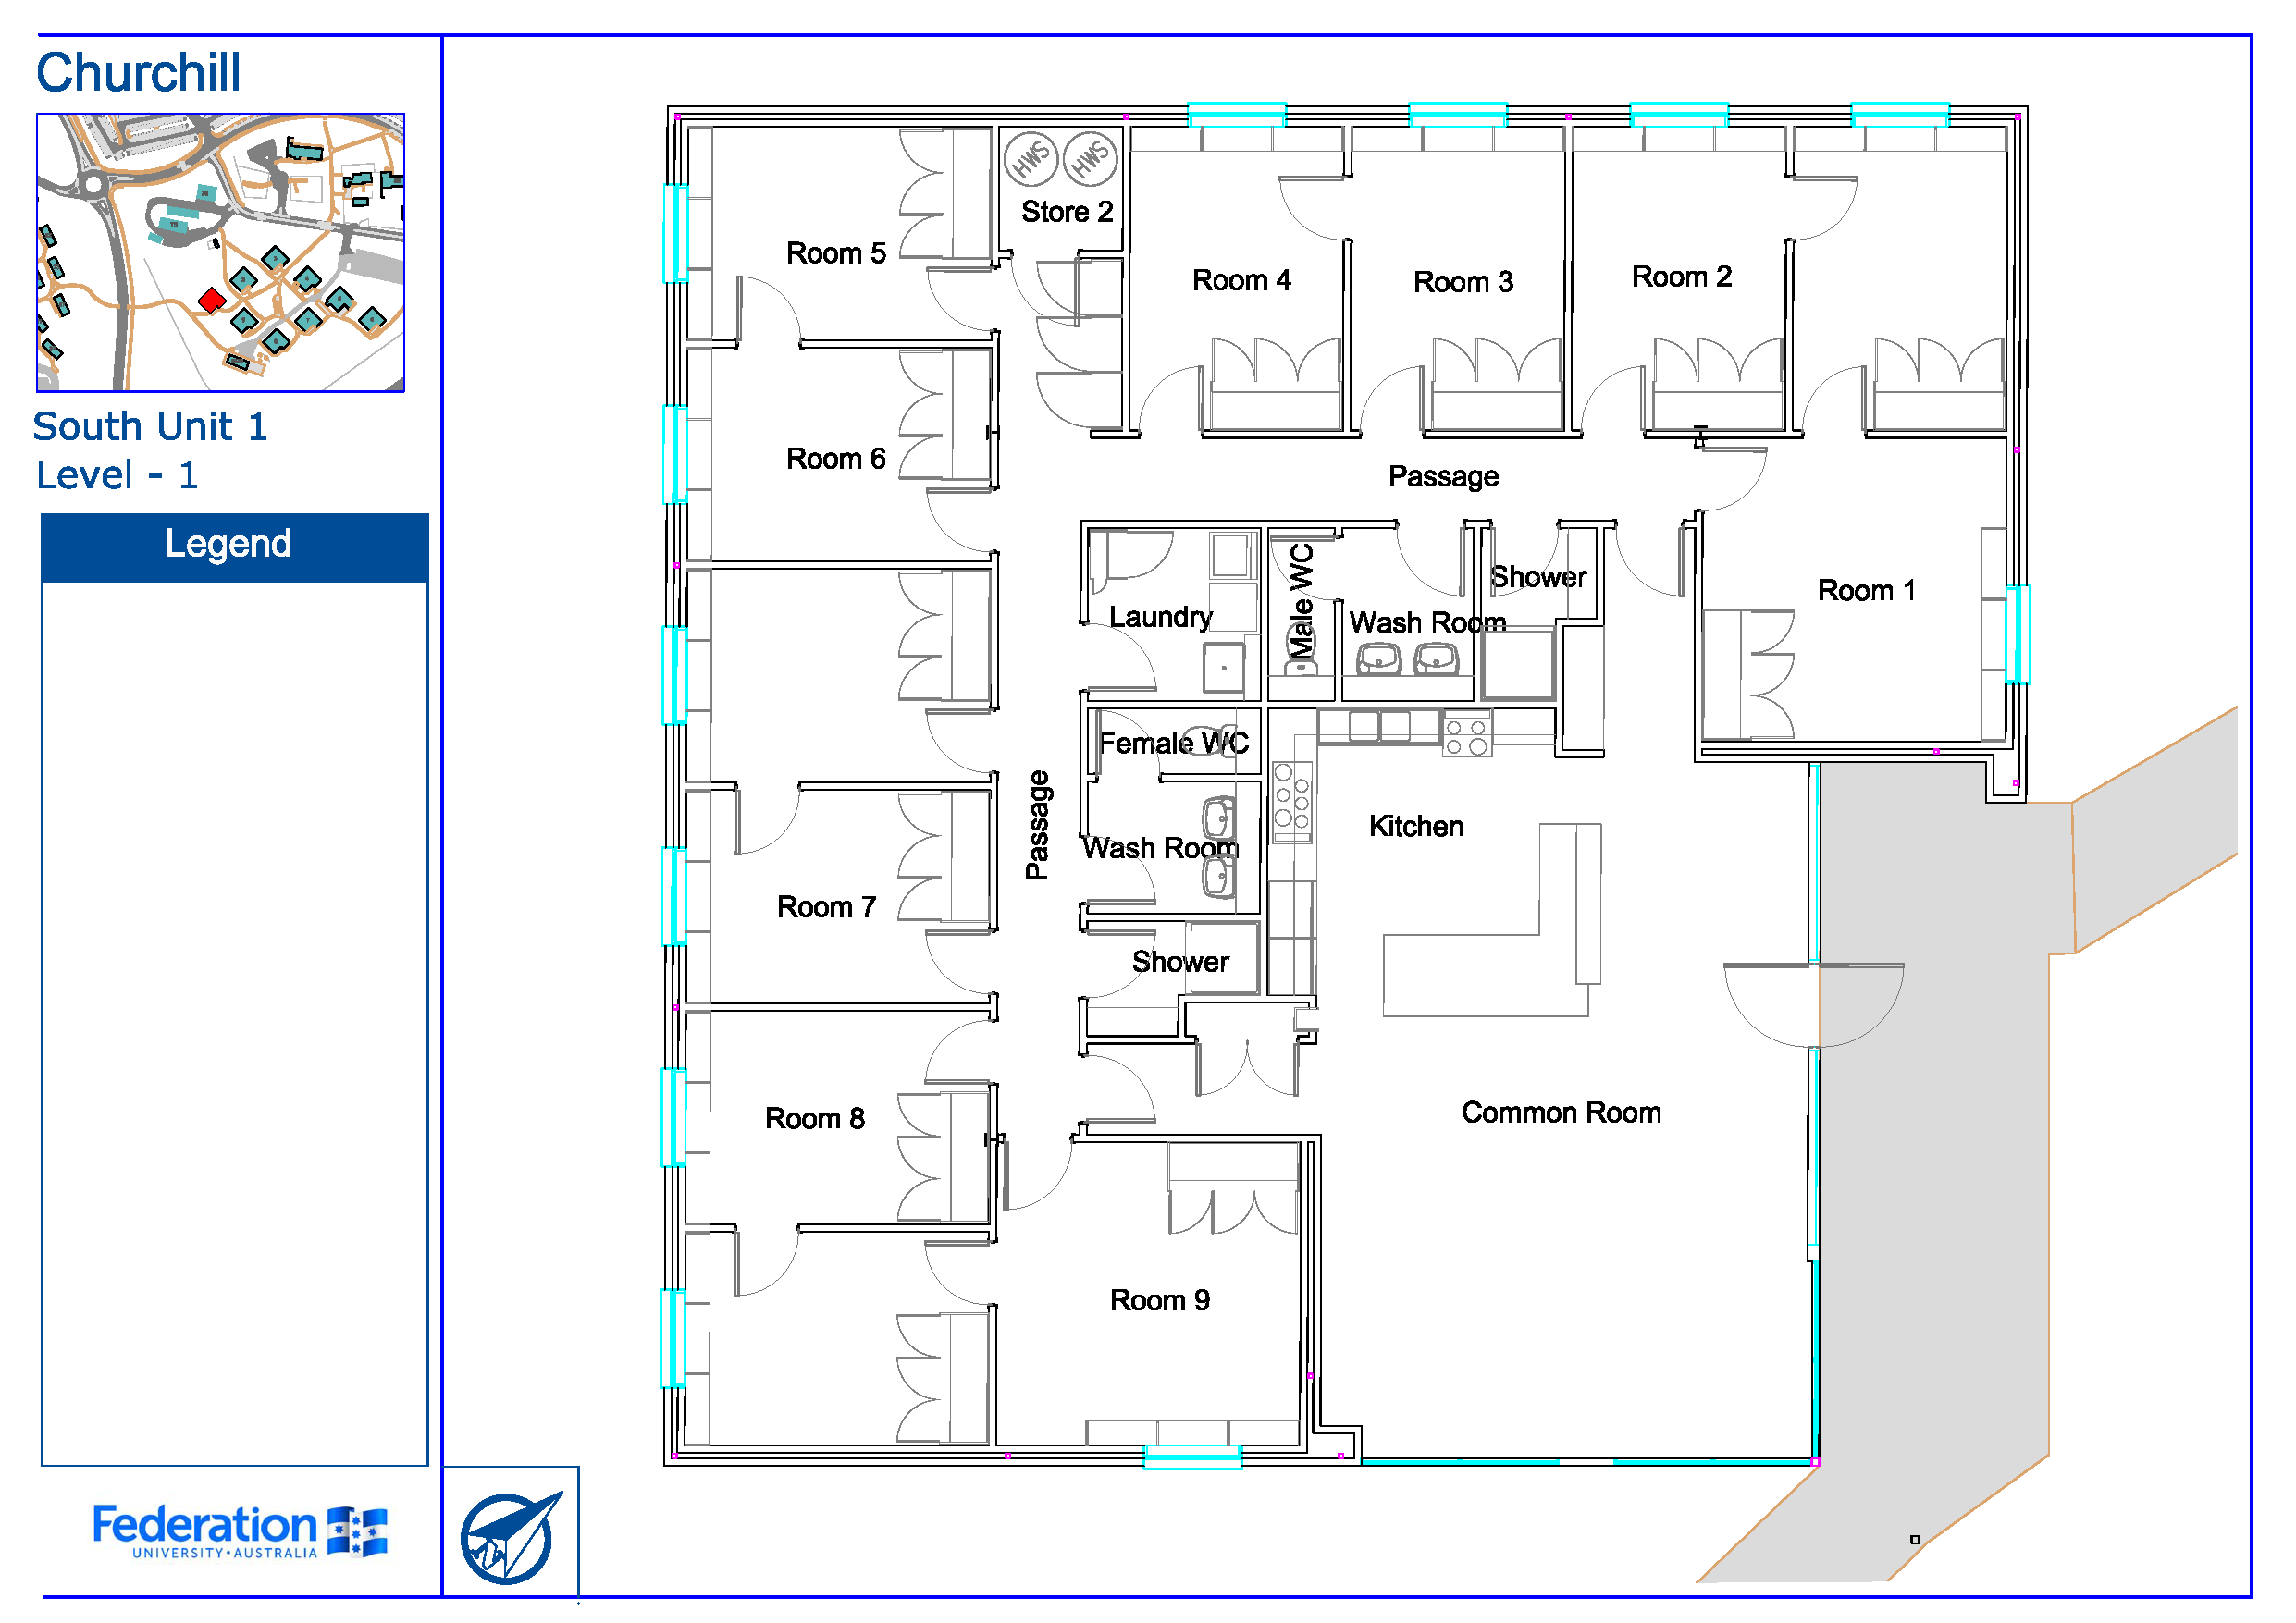 Churchill
South Unit 1
Level - 1
Legend
HWS
HWS
Store 2
Room 5
Room 4
Room 3
Room 2
Room 6
Passage
Room 1
Laundry
Male WC
Wash Room
Shower
Female WC
Passage
Wash Room
Kitchen
Room 7
Shower
Room 8
Common Room
Room 9
Federation
UNIVERSITY • AUSTRALIA
N